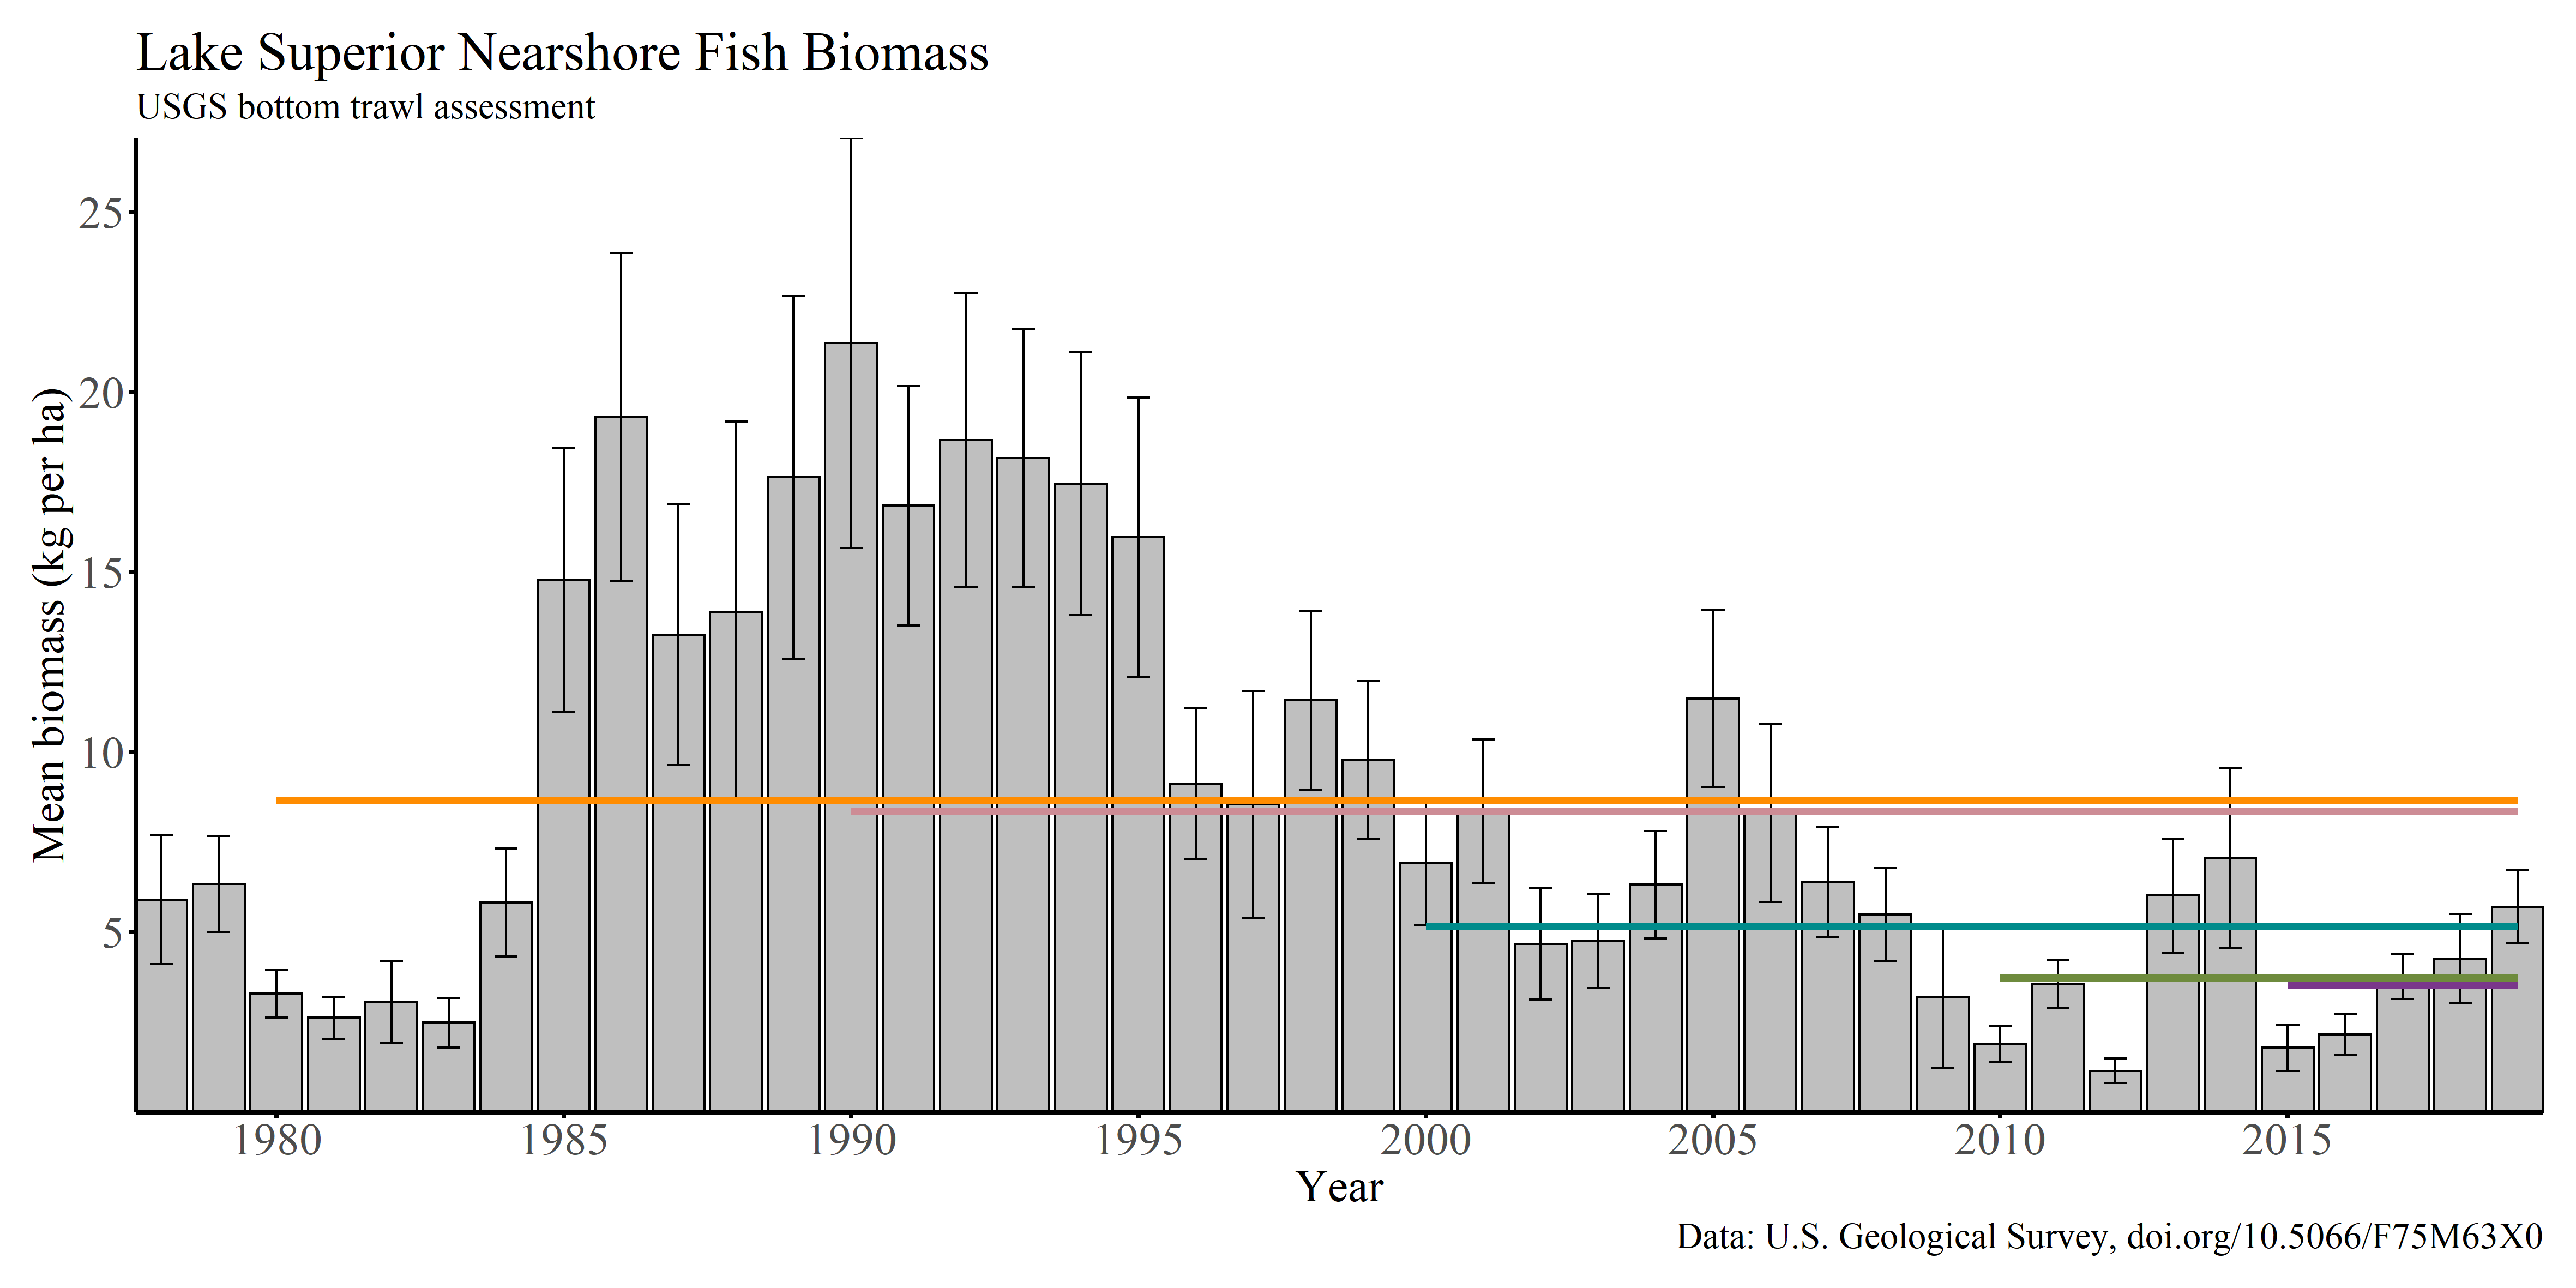 Lake Superior Nearshore Fish Biomass
USGS bottom trawl assessment
Mean biomass (kg per ha)
25
20
15
10
5
1980 1985 1990 1995 2000 2005 2010 2015
Year
Data: U.S. Geological Survey, doi.org/10.5066/F75M63X0